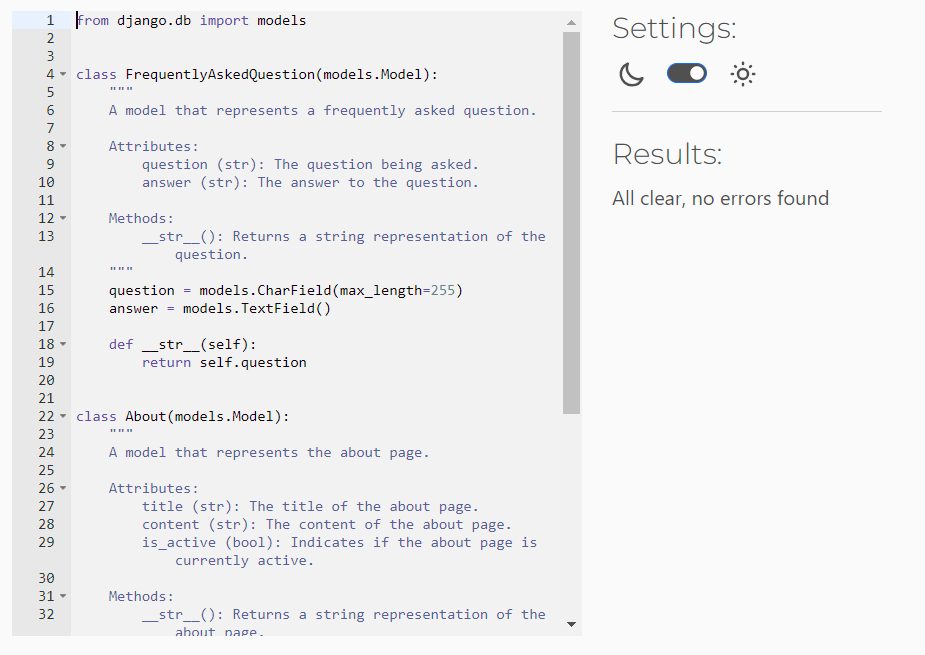 1 from django.db import models
2
3
4 class FrequentlyAskedQuestion(models.Model):
5     """
6     A model that represents a frequently asked question.
7
8     Attributes:
9         question (str): The question being asked.
10         answer (str): The answer to the question.
11
12     Methods:
13         __str__(): Returns a string representation of the
question.
14     """
15     question = models.CharField(max_length=255)
16     answer = models.TextField()
17
18     def __str__(self):
19         return self.question
20
21
22 class About(models.Model):
23     """
24     A model that represents the about page.
25
26     Attributes:
27         title (str): The title of the about page.
28         content (str): The content of the about page.
29         is_active (bool): Indicates if the about page is
currently active.
30
31     Methods:
32         __str__(): Returns a string representation of the
about page.
Settings:
Results:
All clear, no errors found